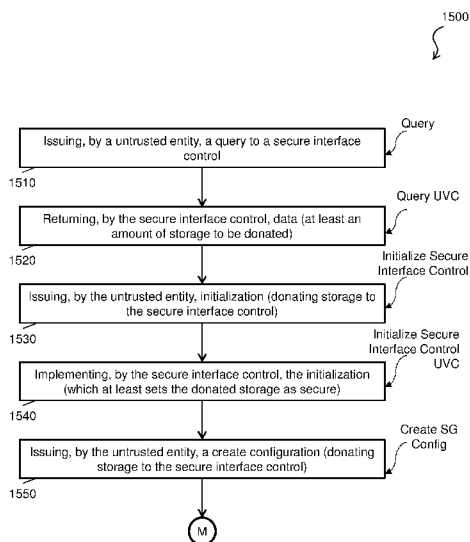 1500
Query
Issuing, by a untrusted entity, a query to a secure interface
control
1510
Query UVC
Returning, by the secure interface control, data (at least an
amount of storage to be donated)
1520
Initialize Secure
Interface Control
Issuing, by the untrusted entity, initialization (donating storage to
the secure interface control)
1530
Initialize Secure
Interface Control
UVC
Implementing, by the secure interface control, the initialization
(which at least sets the donated storage as secure)
1540
Create SG
Config
Issuing, by the untrusted entity, a create configuration (donating
storage to the secure interface control)
1550
M